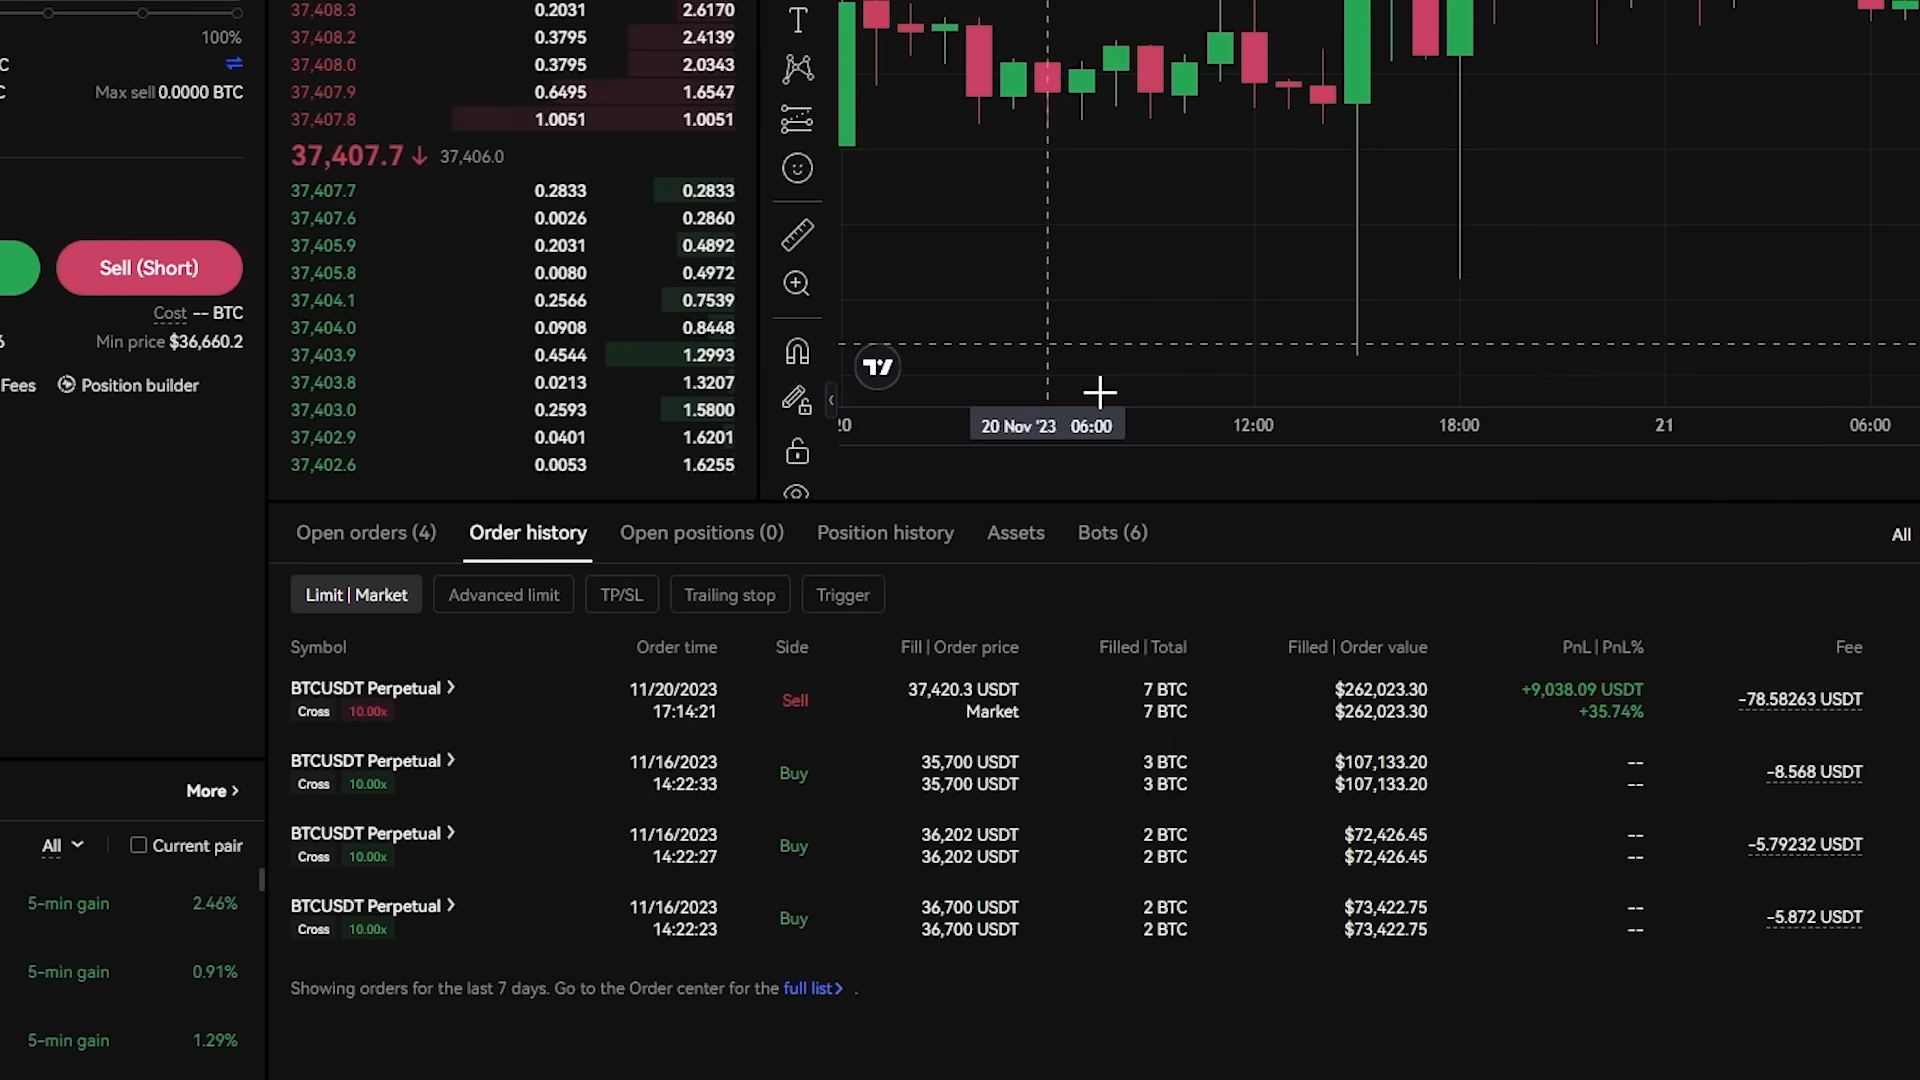 100%
C
C Max sell 0.0000 BTC
Sell (Short)
Cost -- BTC
6 Min price $36,660.2
Fees Position builder
More >
All Current pair
5-min gain 2.46%
5-min gain 0.91%
5-min gain 1.29%
37,408.3 0.2031 2.6170
37,408.2 0.3795 2.4139
37,408.0 0.3795 2.0343
37,407.9 0.6495 1.6547
37,407.8 1.0051 1.0051
37,407.7 ↓ 37,406.0
37,407.7 0.2833 0.2833
37,407.6 0.0026 0.2860
37,405.9 0.2031 0.4892
37,405.8 0.0080 0.4972
37,404.1 0.2566 0.7539
37,404.0 0.0908 0.8448
37,403.9 0.4544 1.2993
37,403.8 0.0213 1.3207
37,403.0 0.2593 1.5800
37,402.9 0.0401 1.6201
37,402.6 0.0053 1.6255
T
20 20 Nov '23 06:00 12:00 18:00 21 06:00
Open orders (4) Order history Open positions (0) Position history Assets Bots (6) All
Limit | Market Advanced limit TP/SL Trailing stop Trigger
Symbol Order time Side Fill | Order price Filled | Total Filled | Order value PnL | PnL% Fee
BTCUSDT Perpetual > 11/20/2023 Sell 37,420.3 USDT 7 BTC $262,023.30 +9,038.09 USDT -78.58263 USDT
Cross 10.00x 17:14:21 Market 7 BTC $262,023.30 +35.74%
BTCUSDT Perpetual > 11/16/2023 Buy 35,700 USDT 3 BTC $107,133.20 -- -8.568 USDT
Cross 10.00x 14:22:33 35,700 USDT 3 BTC $107,133.20 --
BTCUSDT Perpetual > 11/16/2023 Buy 36,202 USDT 2 BTC $72,426.45 -- -5.79232 USDT
Cross 10.00x 14:22:27 36,202 USDT 2 BTC $72,426.45 --
BTCUSDT Perpetual > 11/16/2023 Buy 36,700 USDT 2 BTC $73,422.75 -- -5.872 USDT
Cross 10.00x 14:22:23 36,700 USDT 2 BTC $73,422.75 --
Showing orders for the last 7 days. Go to the Order center for the full list > .